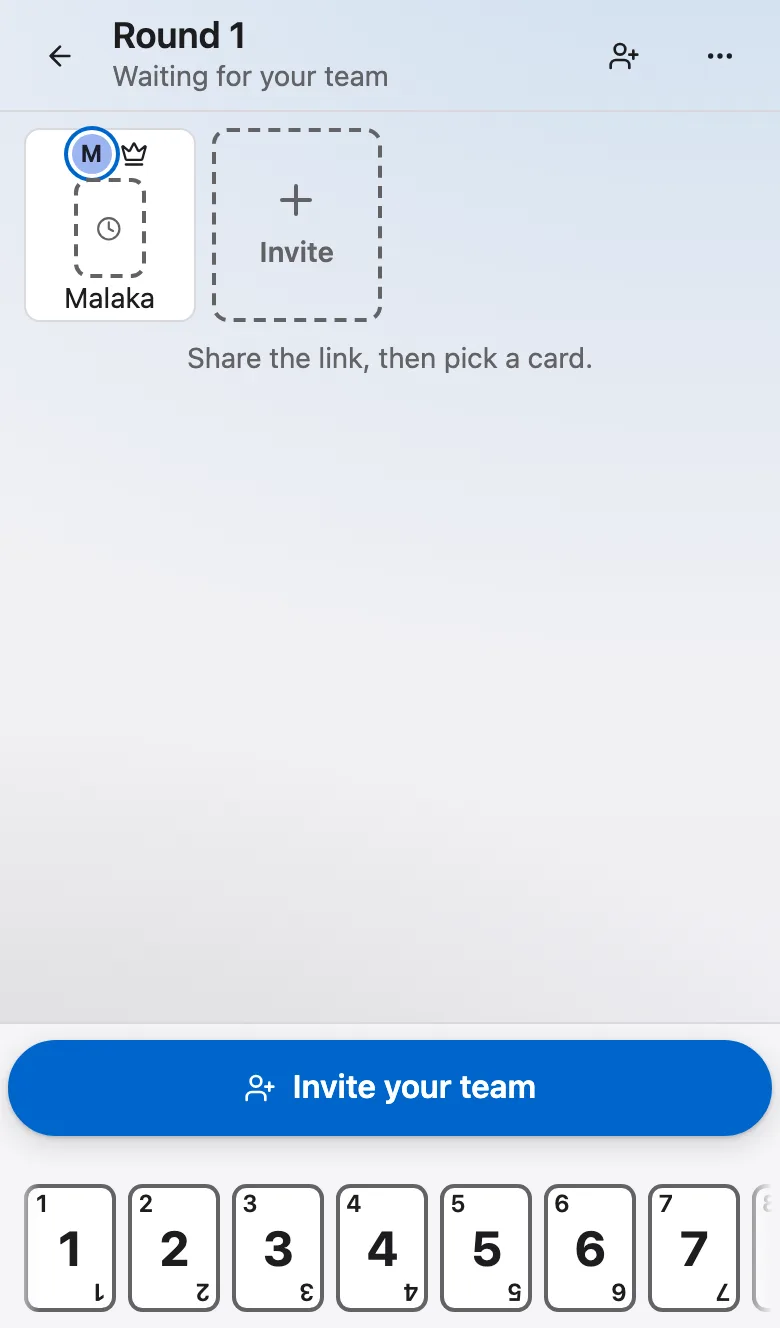 Round 1
Waiting for your team
M
Malaka
Invite
Share the link, then pick a card.
Invite your team
1 2 3 4 5 6 7 8
1 2 3 4 5 6 7
1 2 3 4 5 6 7